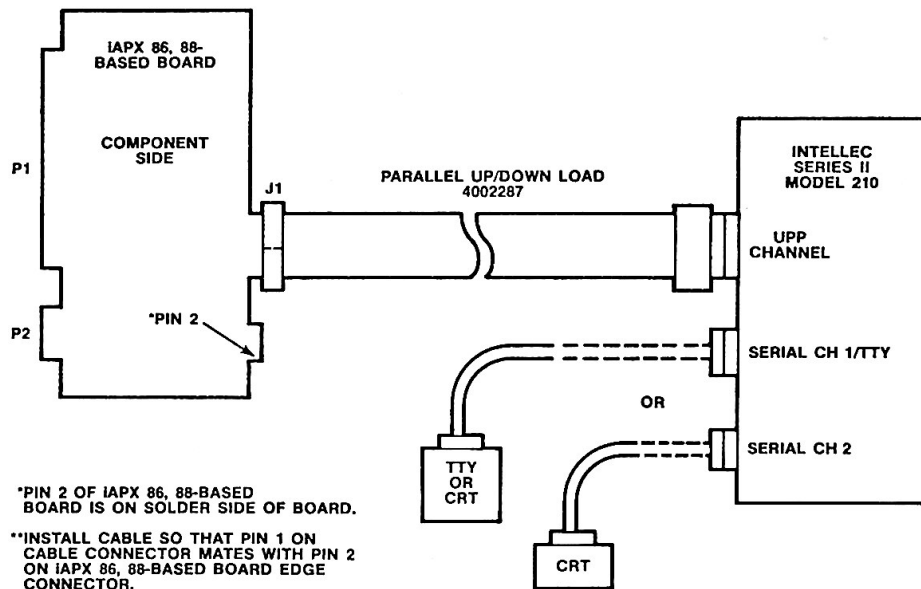 iAPX 86, 88-
BASED BOARD
COMPONENT
SIDE
P1
J1
PARALLEL UP/DOWN LOAD
4002287
INTELLEC
SERIES II
MODEL 210
UPP
CHANNEL
P2
*PIN 2
SERIAL CH 1/TTY
OR
SERIAL CH 2
TTY
OR
CRT
CRT
*PIN 2 OF iAPX 86, 88-BASED
BOARD IS ON SOLDER SIDE OF BOARD.
**INSTALL CABLE SO THAT PIN 1 ON
CABLE CONNECTOR MATES WITH PIN 2
ON iAPX 86, 88-BASED BOARD EDGE
CONNECTOR.